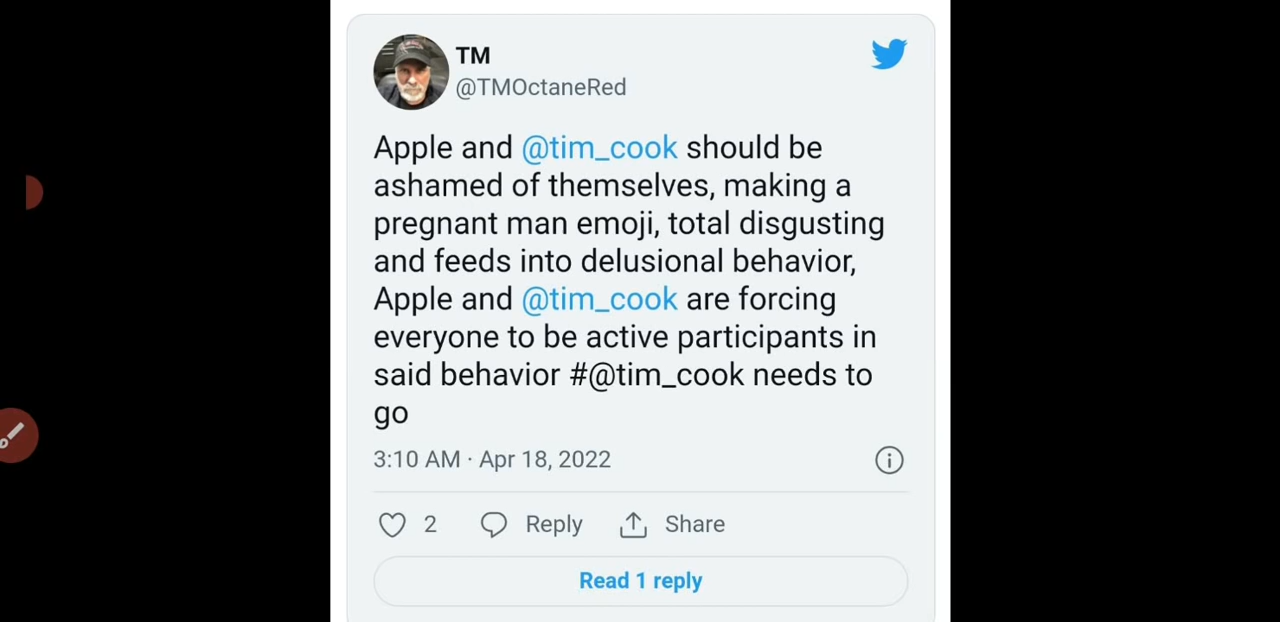 TM
@TMOctaneRed
Apple and @tim_cook should be
ashamed of themselves, making a
pregnant man emoji, total disgusting
and feeds into delusional behavior,
Apple and @tim_cook are forcing
everyone to be active participants in
said behavior #@tim_cook needs to
go
3:10 AM · Apr 18, 2022
2 Reply Share
Read 1 reply